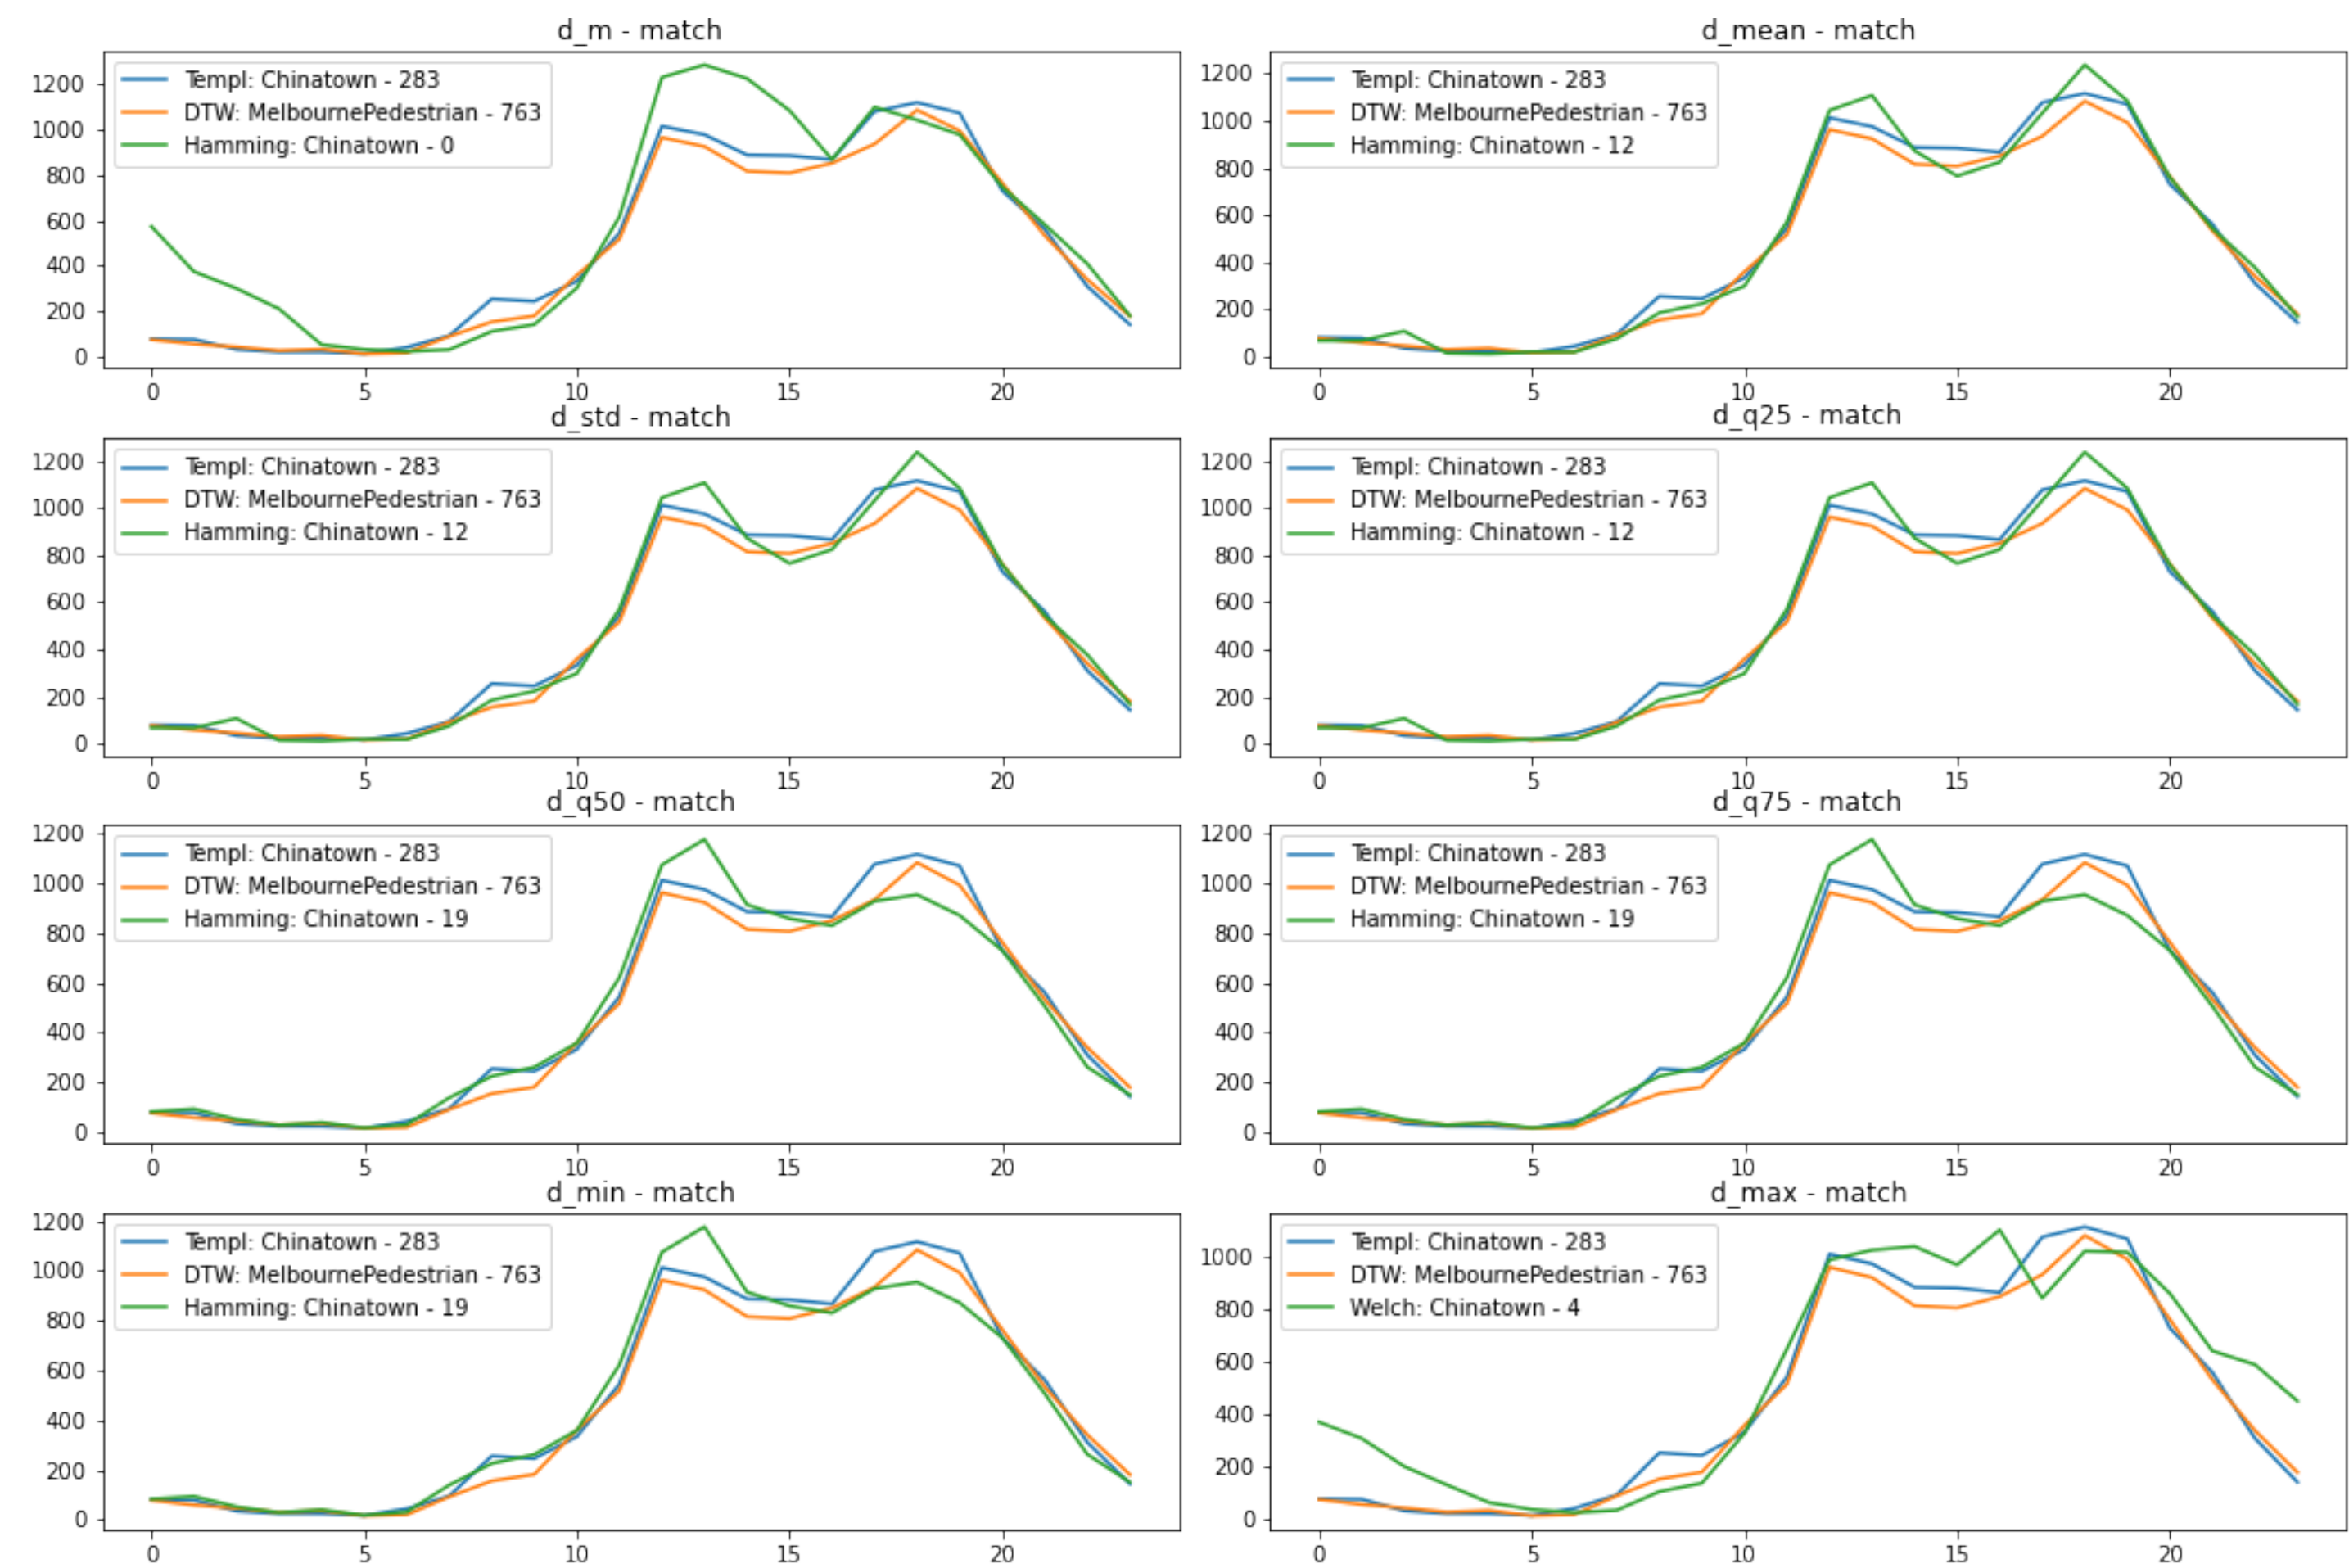 d_m - match
Templ: Chinatown - 283
DTW: MelbournePedestrian - 763
Hamming: Chinatown - 0
1200
1000
800
600
400
200
0
0 5 10 15 20
d_mean - match
Templ: Chinatown - 283
DTW: MelbournePedestrian - 763
Hamming: Chinatown - 12
1200
1000
800
600
400
200
0
0 5 10 15 20
d_std - match
Templ: Chinatown - 283
DTW: MelbournePedestrian - 763
Hamming: Chinatown - 12
1200
1000
800
600
400
200
0
0 5 10 15 20
d_q25 - match
Templ: Chinatown - 283
DTW: MelbournePedestrian - 763
Hamming: Chinatown - 12
1200
1000
800
600
400
200
0
0 5 10 15 20
d_q50 - match
Templ: Chinatown - 283
DTW: MelbournePedestrian - 763
Hamming: Chinatown - 19
1200
1000
800
600
400
200
0
0 5 10 15 20
d_q75 - match
Templ: Chinatown - 283
DTW: MelbournePedestrian - 763
Hamming: Chinatown - 19
1200
1000
800
600
400
200
0
0 5 10 15 20
d_min - match
Templ: Chinatown - 283
DTW: MelbournePedestrian - 763
Hamming: Chinatown - 19
1200
1000
800
600
400
200
0
0 5 10 15 20
d_max - match
Templ: Chinatown - 283
DTW: MelbournePedestrian - 763
Welch: Chinatown - 4
1000
800
600
400
200
0
0 5 10 15 20